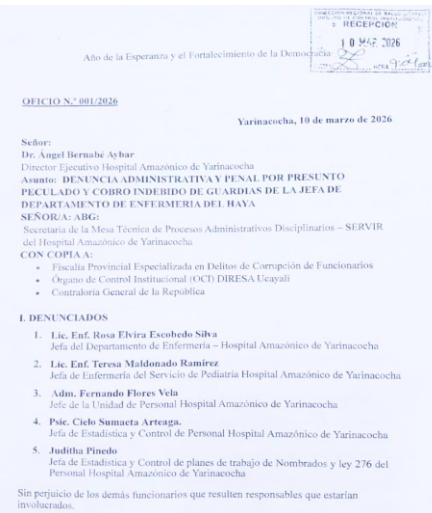 DIRECCION REGIONAL DE SALUD UCAYALI
RECEPCIÓN
10 MAR. 2026
HORA
Año de la Esperanza y el Fortalecimiento de la Democracia
OFICIO N.° 001/2026
Yarinacocha, 10 de marzo de 2026
Señor:
Dr. Ángel Bernabé Aybar
Director Ejecutivo Hospital Amazónico de Yarinacocha
Asunto: DENUNCIA ADMINISTRATIVA Y PENAL POR PRESUNTO
PECULADO Y COBRO INDEBIDO DE GUARDIAS DE LA JEFA DE
DEPARTAMENTO DE ENFERMERIA DEL HAYA
SEÑOR/A: ABG:
Secretaria de la Mesa Técnica de Procesos Administrativos Disciplinarios – SERVIR
del Hospital Amazónico de Yarinacocha
CON COPIA A:
• Fiscalía Provincial Especializada en Delitos de Corrupción de Funcionarios
• Órgano de Control Institucional (OCI) DIRESA Ucayali
• Contraloría General de la República
I. DENUNCIADOS
1. Lic. Enf. Rosa Elvira Escobedo Silva
Jefa del Departamento de Enfermería – Hospital Amazónico de Yarinacocha
2. Lic. Enf. Teresa Maldonado Ramírez
Jefa de Enfermería del Servicio de Pediatría Hospital Amazónico de Yarinacocha
3. Adm. Fernando Flores Vela
Jefe de la Unidad de Personal Hospital Amazónico de Yarinacocha
4. Psic. Cielo Sumaeta Arteaga.
Jefa de Estadística y Control de Personal Hospital Amazónico de Yarinacocha
5. Juditha Pinedo
Jefa de Estadística y Control de planes de trabajo de Nombrados y ley 276 del
Personal Hospital Amazónico de Yarinacocha
Sin perjuicio de los demás funcionarios que resulten responsables que estarían
involucrados.